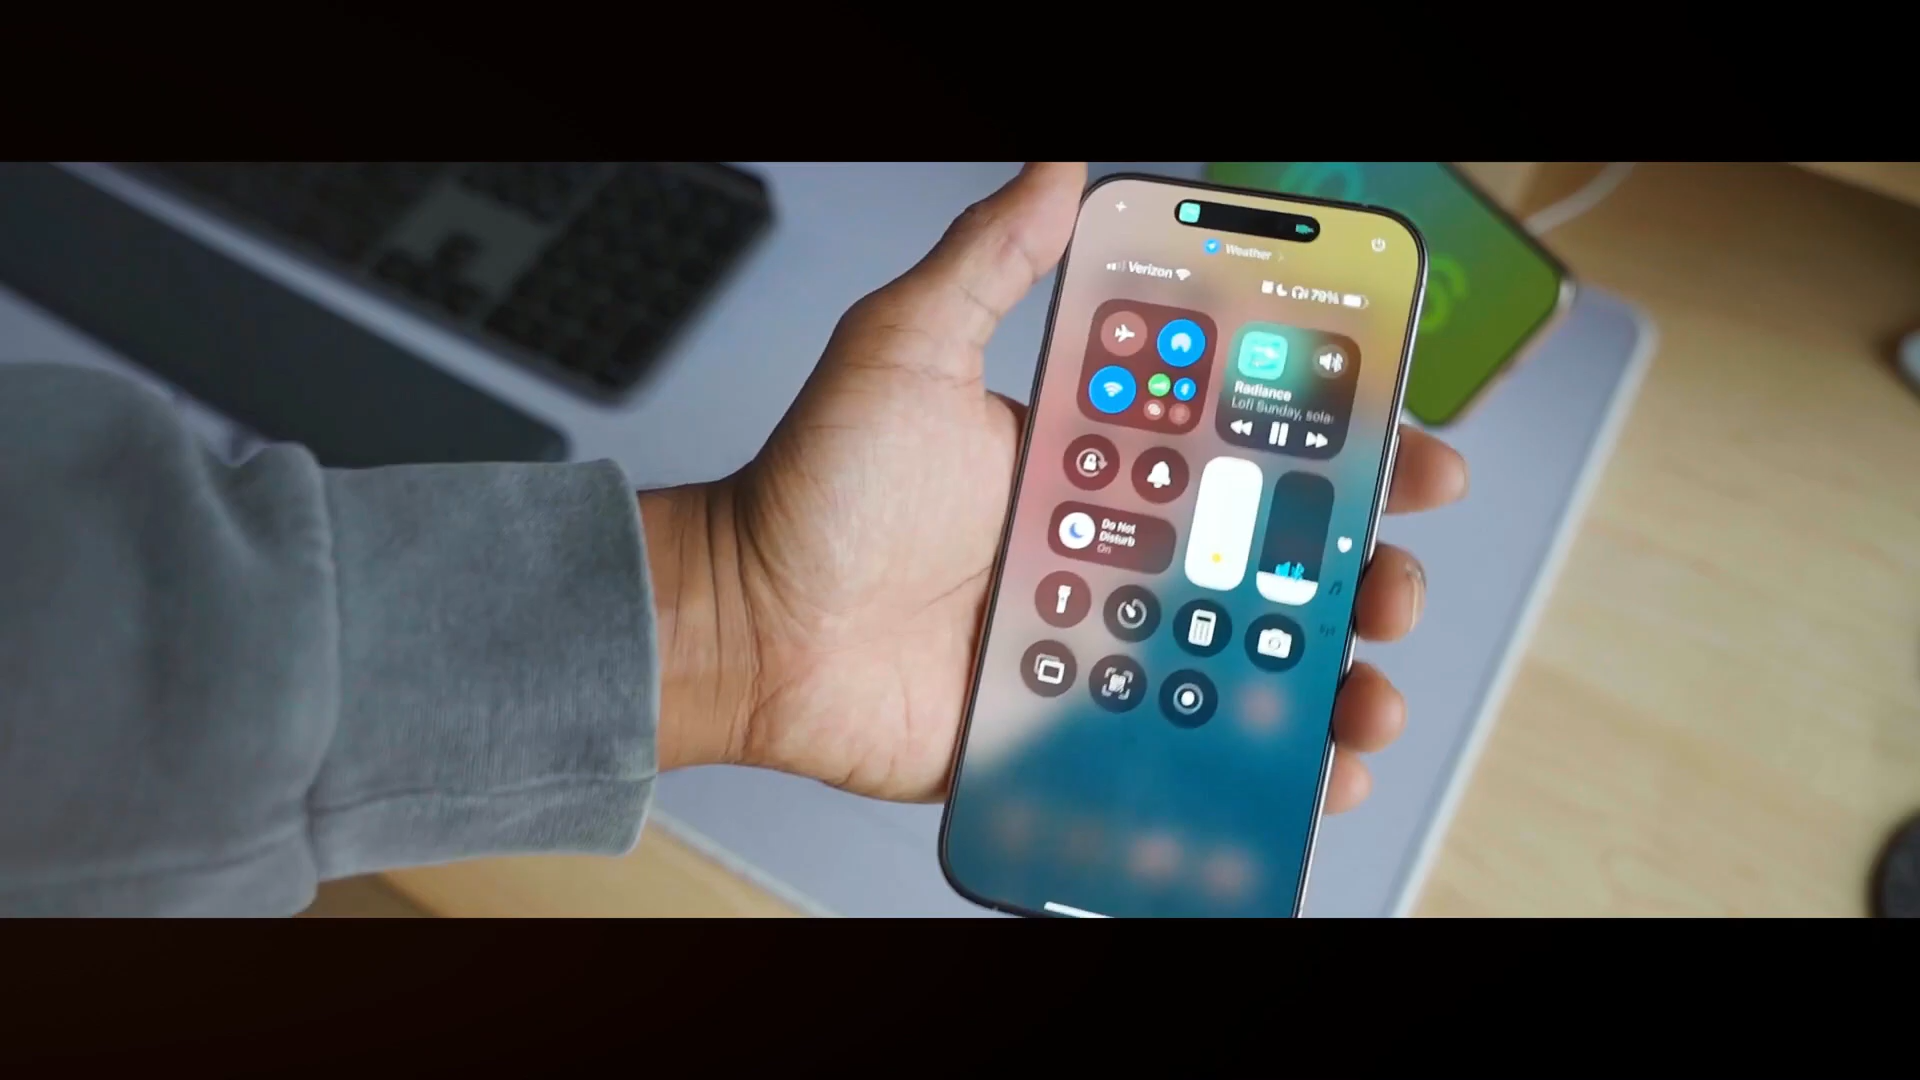 Weather
Verizon
79%
Radiance
Lofi Sunday, sola
Do Not
Disturb
On